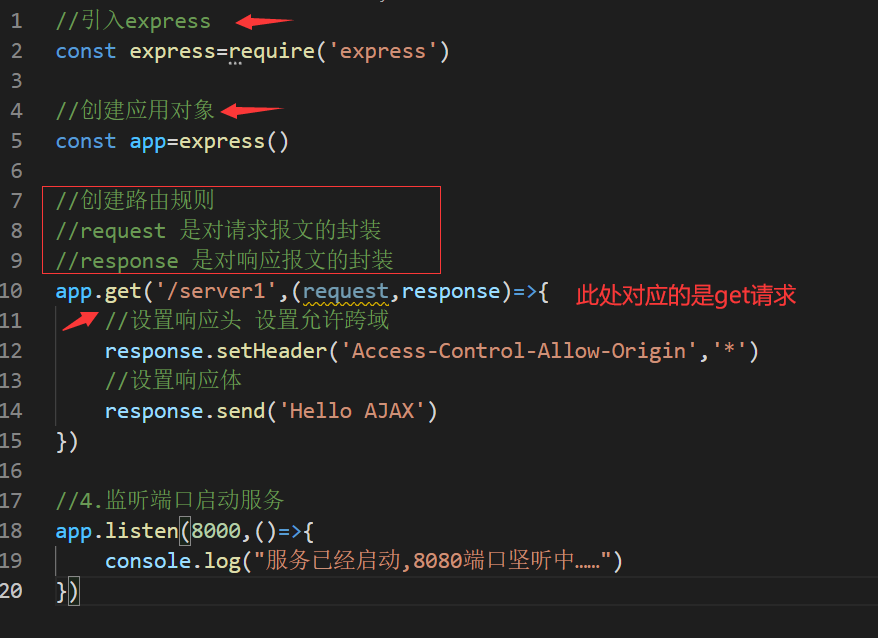 1 //引入express
2 const express=require('express')
3
4 //创建应用对象
5 const app=express()
6
7 //创建路由规则
8 //request 是对请求报文的封装
9 //response 是对响应报文的封装
10 app.get('/server1',(request,response)=>{ 此处对应的是get请求
11 //设置响应头 设置允许跨域
12 response.setHeader('Access-Control-Allow-Origin','*')
13 //设置响应体
14 response.send('Hello AJAX')
15 })
16
17 //4.监听端口启动服务
18 app.listen(8000,()=>{
19 console.log("服务已经启动,8080端口坚听中……")
20 })